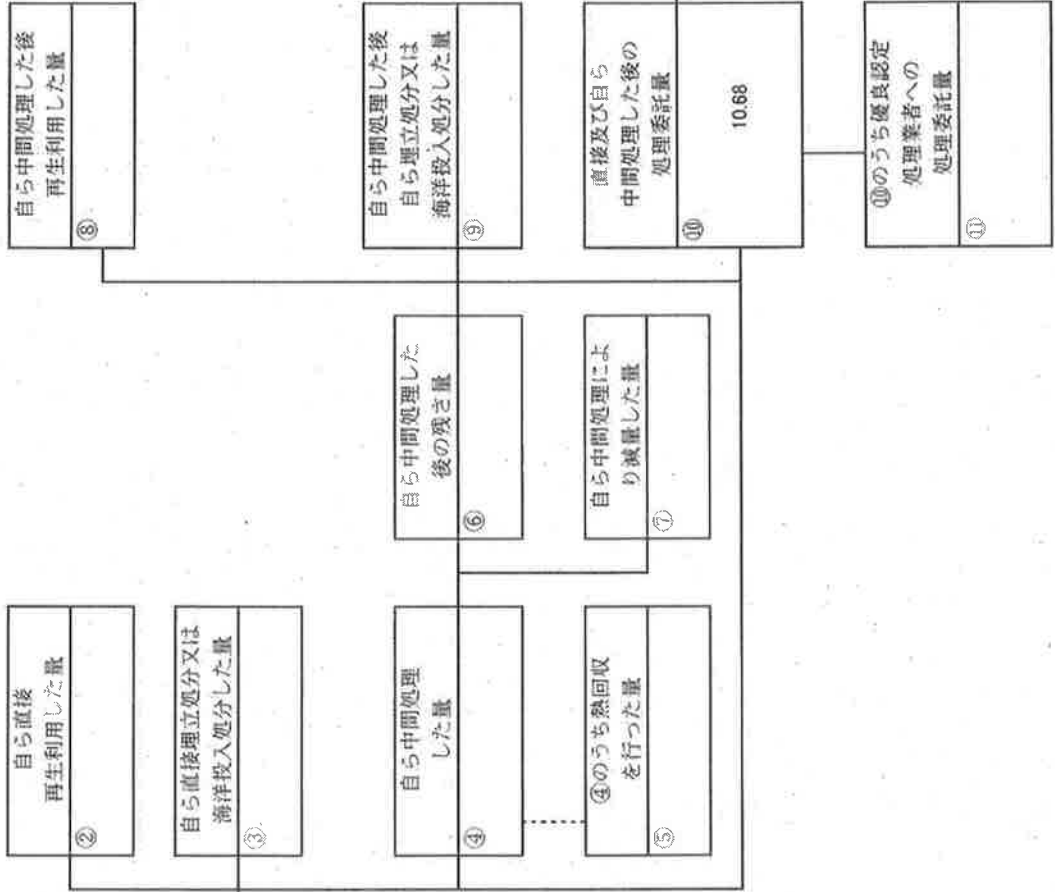 自ら直接
再生利用した量
②
自ら直接埋立処分又は
海洋投入処分した量
③
自ら中間処理
した量
④
④のうち熱回収
を行った量
⑤
自ら中間処理した
後の残さ量
⑥
自ら中間処理によ
り減量した量
⑦
自ら中間処理した後
再生利用した量
⑧
自ら中間処理した後
自ら埋立処分又は
海洋投入処分した量
⑨
直接及び自ら
中間処理した後の
処理委託量
⑩
10.68
⑩のうち優良認定
処理業者への
処理委託量
⑪